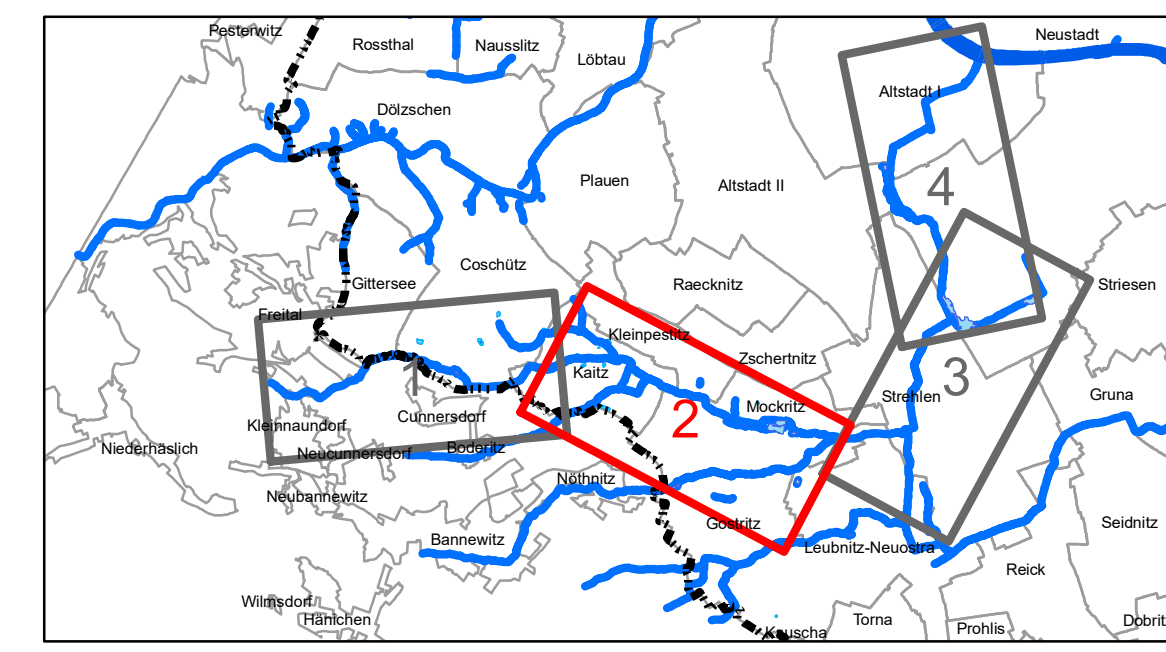 Pesterwitz
Rossthal
Nausslitz
Löbtau
Neustadt
Dölzschen
Altstadt I
Plauen
Altstadt II
4
Coschütz
Gittersee
Raecknitz
Striesen
Freital
Kleinpestitz
Zschertnitz
Kaitz
1
3
Strehlen
Gruna
Mockritz
2
Cunnersdorf
Kleinnaundorf
Niederhäslich
Neucunnersdorf
Boderitz
Nöthnitz
Neubannewitz
Gostritz
Seidnitz
Bannewitz
Leubnitz-Neuostra
Reick
Wilmsdorf
Hänichen
Kauscha
Torna
Prohlis
Dobrit